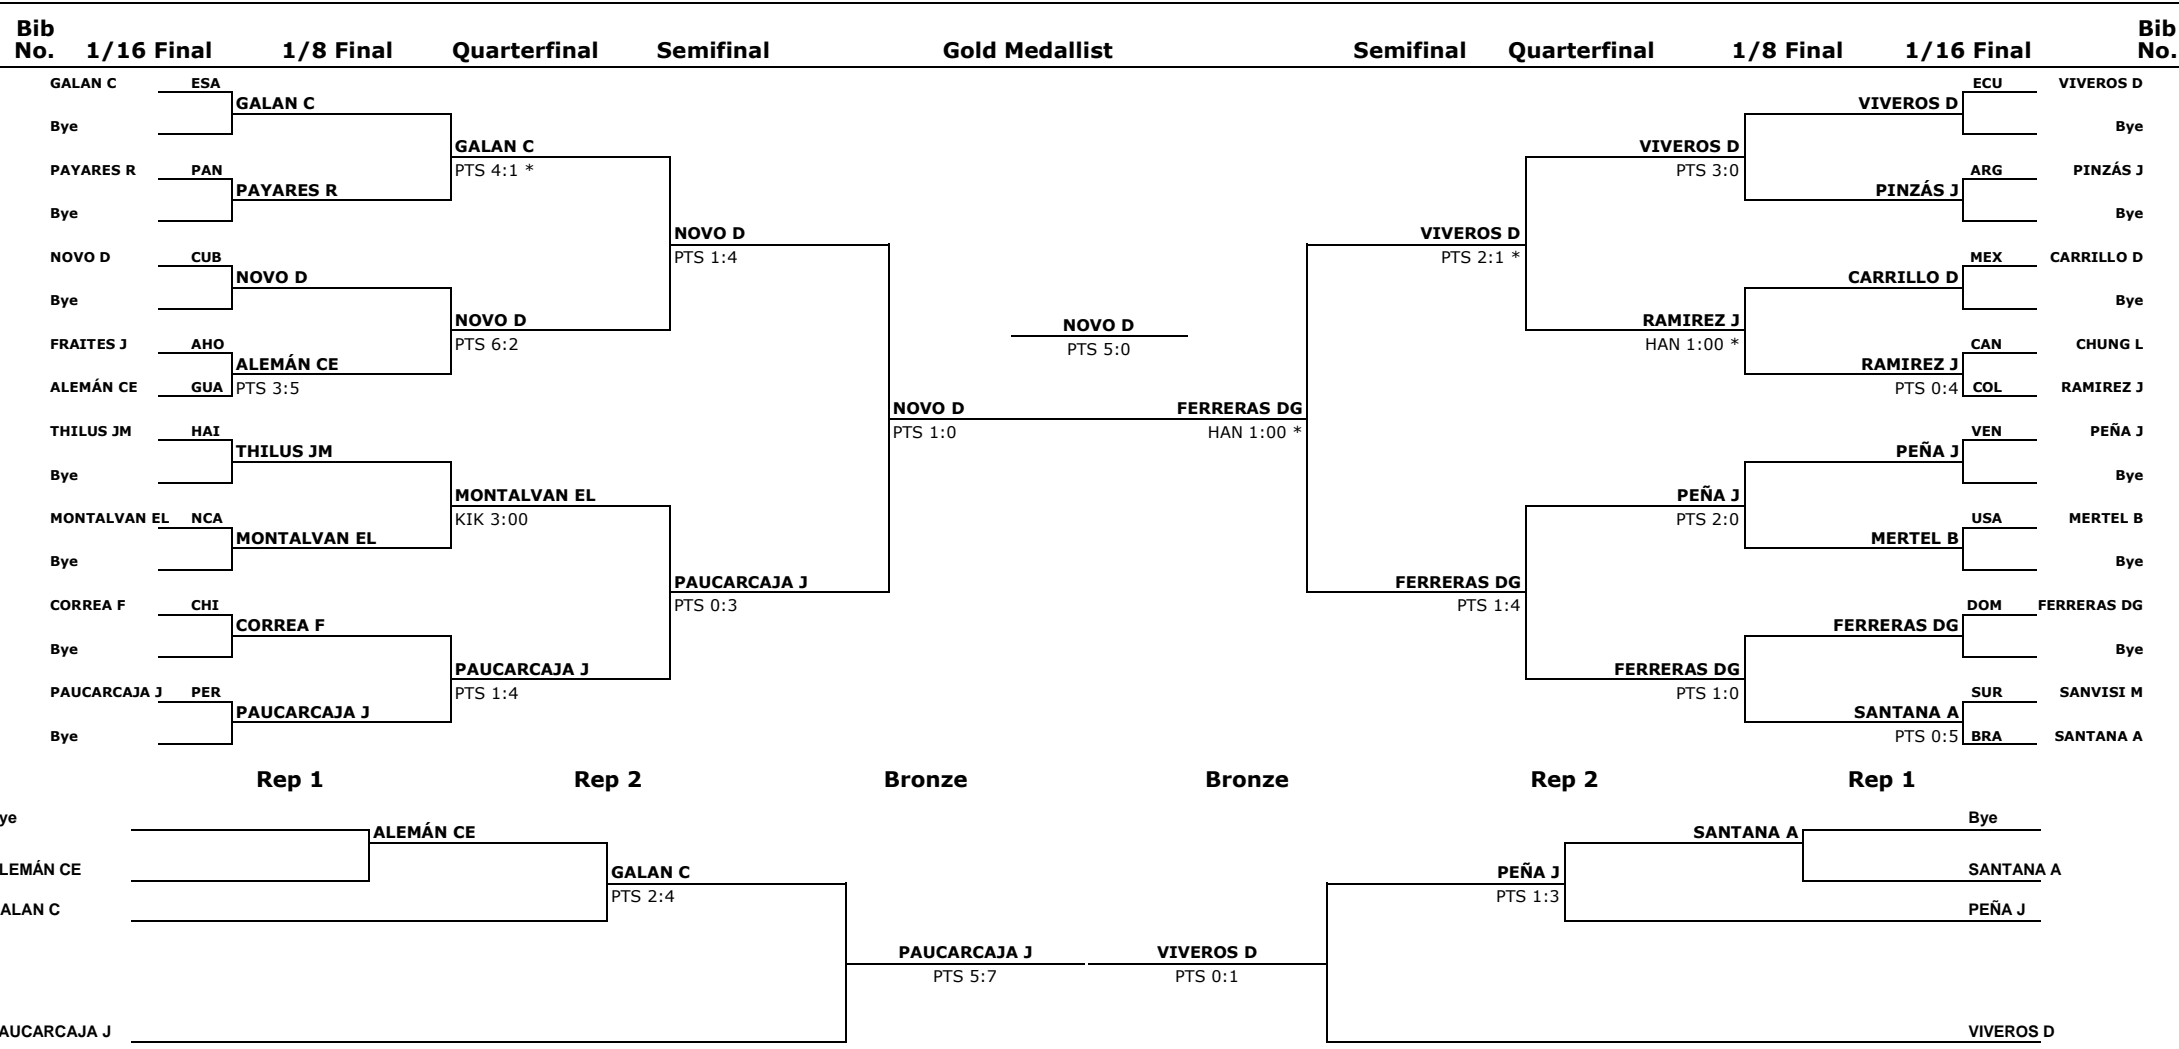 Bib No. 1/16 Final 1/8 Final Quarterfinal Semifinal Gold Medallist Semifinal Quarterfinal 1/8 Final 1/16 Final Bib No.
GALAN C ESA ECU VIVEROS D
GALAN C VIVEROS D
Bye Bye
GALAN C VIVEROS D
PAYARES R PAN PTS 4:1 * PTS 3:0 ARG PINZÁS J
PAYARES R PINZÁS J
Bye Bye
NOVO D VIVEROS D
NOVO D CUB PTS 1:4 PTS 2:1 * MEX CARRILLO D
NOVO D CARRILLO D
Bye Bye
NOVO D NOVO D RAMIREZ J
FRAITES J AHO PTS 6:2 PTS 5:0 HAN 1:00 * CAN CHUNG L
ALEMÁN CE RAMIREZ J
ALEMÁN CE GUA PTS 3:5 PTS 0:4 COL RAMIREZ J
NOVO D FERRERAS DG
THILUS JM HAI PTS 1:0 HAN 1:00 * VEN PEÑA J
THILUS JM PEÑA J
Bye Bye
MONTALVAN EL PEÑA J
MONTALVAN EL NCA KIK 3:00 PTS 2:0 USA MERTEL B
MONTALVAN EL MERTEL B
Bye Bye
PAUCARCAJA J FERRERAS DG
CORREA F CHI PTS 0:3 PTS 1:4 DOM FERRERAS DG
CORREA F FERRERAS DG
Bye Bye
PAUCARCAJA J FERRERAS DG
PAUCARCAJA J PER PTS 1:4 PTS 1:0 SUR SANVISI M
PAUCARCAJA J SANTANA A
Bye PTS 0:5 BRA SANTANA A
Rep 1 Rep 2 Bronze Bronze Rep 2 Rep 1
ye Bye
ALEMÁN CE SANTANA A
LEMÁN CE GALAN C PEÑA J SANTANA A
PTS 2:4 PTS 1:3
ALAN C PEÑA J
PAUCARCAJA J VIVEROS D
PTS 5:7 PTS 0:1
AUCARCAJA J VIVEROS D